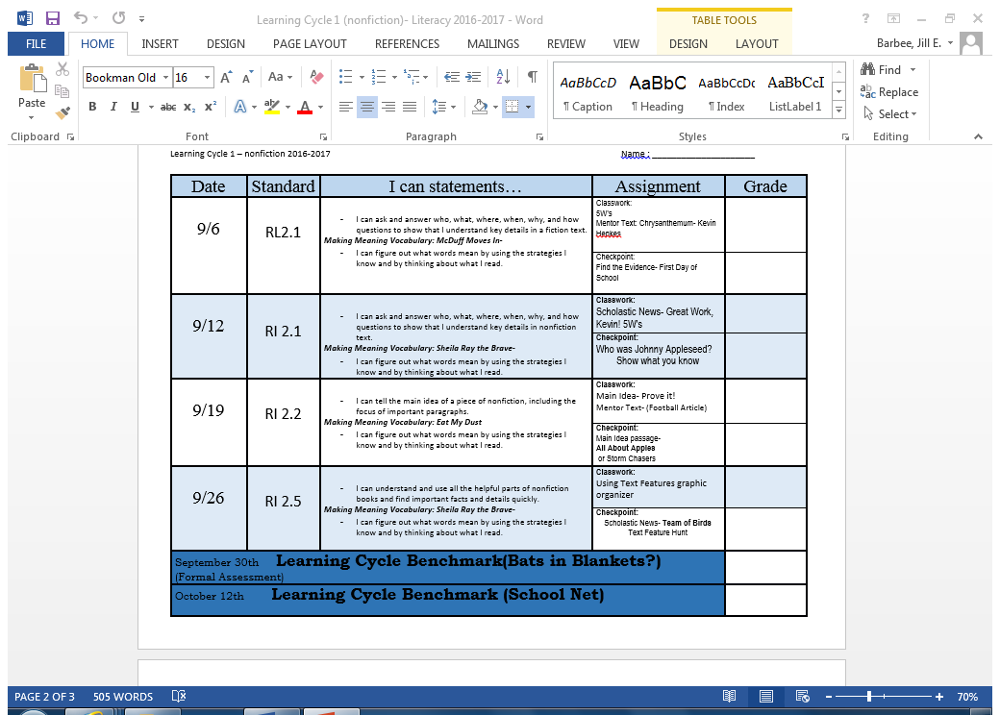 Learning Cycle 1 (nonfiction)- Literacy 2016-2017 - Word
TABLE TOOLS
FILE HOME INSERT DESIGN PAGE LAYOUT REFERENCES MAILINGS REVIEW VIEW DESIGN LAYOUT
Barbee, Jill E.
Paste
Bookman Old 16
AaBbCcD AaBbC AaBbCcDc AaBbCcI
¶ Caption ¶ Heading ¶ Index ListLabel 1
Find
Replace
Select
Clipboard Font Paragraph Styles Editing
Learning Cycle 1 – nonfiction 2016-2017 Name : ______________________
Date Standard I can statements… Assignment Grade
9/6
RL2.1
- I can ask and answer who, what, where, when, why, and how
questions to show that I understand key details in a fiction text.
Making Meaning Vocabulary: McDuff Moves In-
- I can figure out what words mean by using the strategies I
know and by thinking about what I read.
Classwork:
5W's
Mentor Text: Chrysanthemum- Kevin
Henkes
Checkpoint:
Find the Evidence- First Day of
School
9/12
RI 2.1
- I can ask and answer who, what, where, when, why, and how
questions to show that I understand key details in nonfiction
text.
Making Meaning Vocabulary: Sheila Ray the Brave-
- I can figure out what words mean by using the strategies I
know and by thinking about what I read.
Classwork:
Scholastic News- Great Work,
Kevin! 5W's
Checkpoint:
Who was Johnny Appleseed?
Show what you know
9/19
RI 2.2
- I can tell the main idea of a piece of nonfiction, including the
focus of important paragraphs.
Making Meaning Vocabulary: Eat My Dust
- I can figure out what words mean by using the strategies I
know and by thinking about what I read.
Classwork:
Main Idea- Prove it!
Mentor Text- (Football Article)
Checkpoint:
Main Idea passage-
All About Apples
or Storm Chasers
9/26
RI 2.5
- I can understand and use all the helpful parts of nonfiction
books and find important facts and details quickly.
Making Meaning Vocabulary: Sheila Ray the Brave-
- I can figure out what words mean by using the strategies I
know and by thinking about what I read.
Classwork:
Using Text Features graphic
organizer
Checkpoint:
Scholastic News- Team of Birds
Text Feature Hunt
September 30th Learning Cycle Benchmark(Bats in Blankets?)
(Formal Assessment)
October 12th Learning Cycle Benchmark (School Net)
PAGE 2 OF 3 505 WORDS 70%